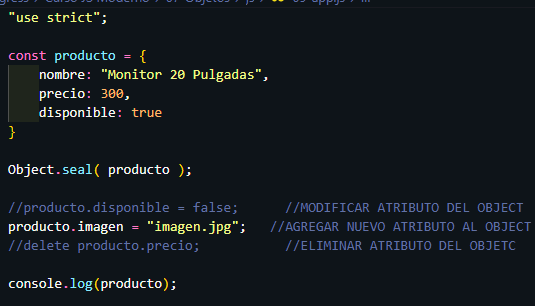 "use strict";
const producto = {
nombre: "Monitor 20 Pulgadas",
precio: 300,
disponible: true
}
Object.seal( producto );
//producto.disponible = false; //MODIFICAR ATRIBUTO DEL OBJECT
producto.imagen = "imagen.jpg"; //AGREGAR NUEVO ATRIBUTO AL OBJECT
//delete producto.precio; //ELIMINAR ATRIBUTO DEL OBJETC
console.log(producto);